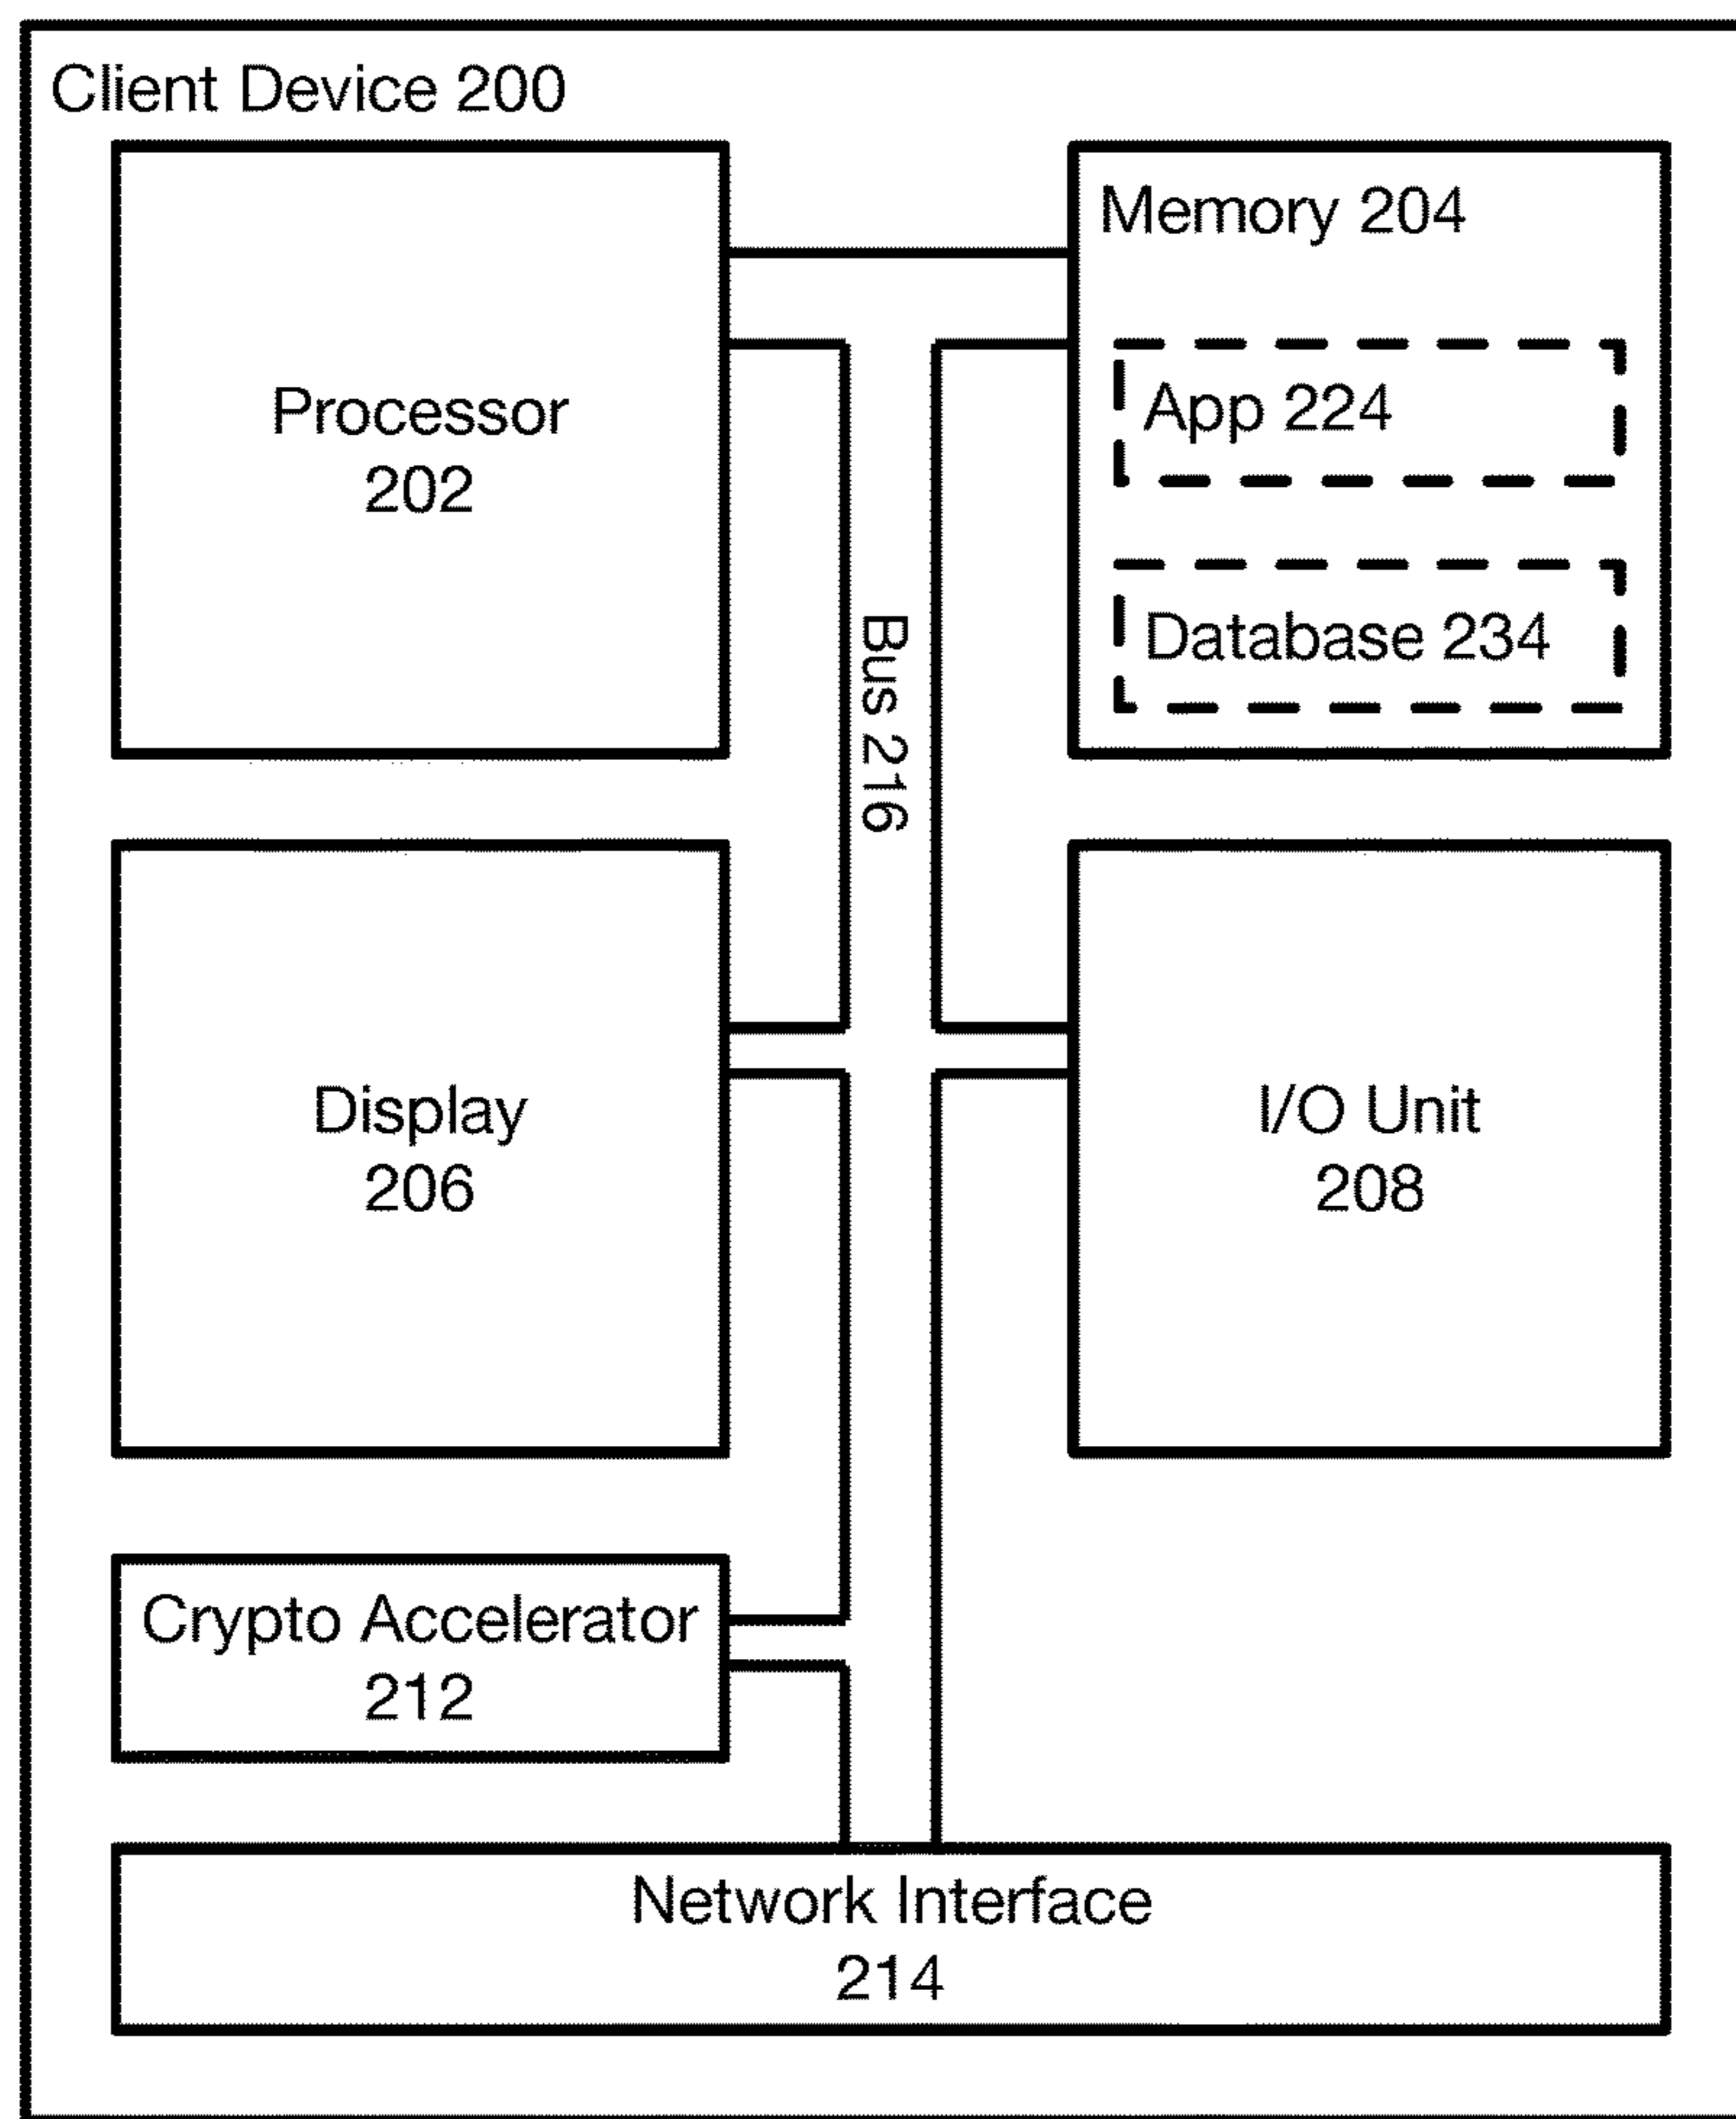 Client Device 200
Processor
202
Memory 204
App 224
Database 234
Bus 216
Display
206
I/O Unit
208
Crypto Accelerator
212
Network Interface
214